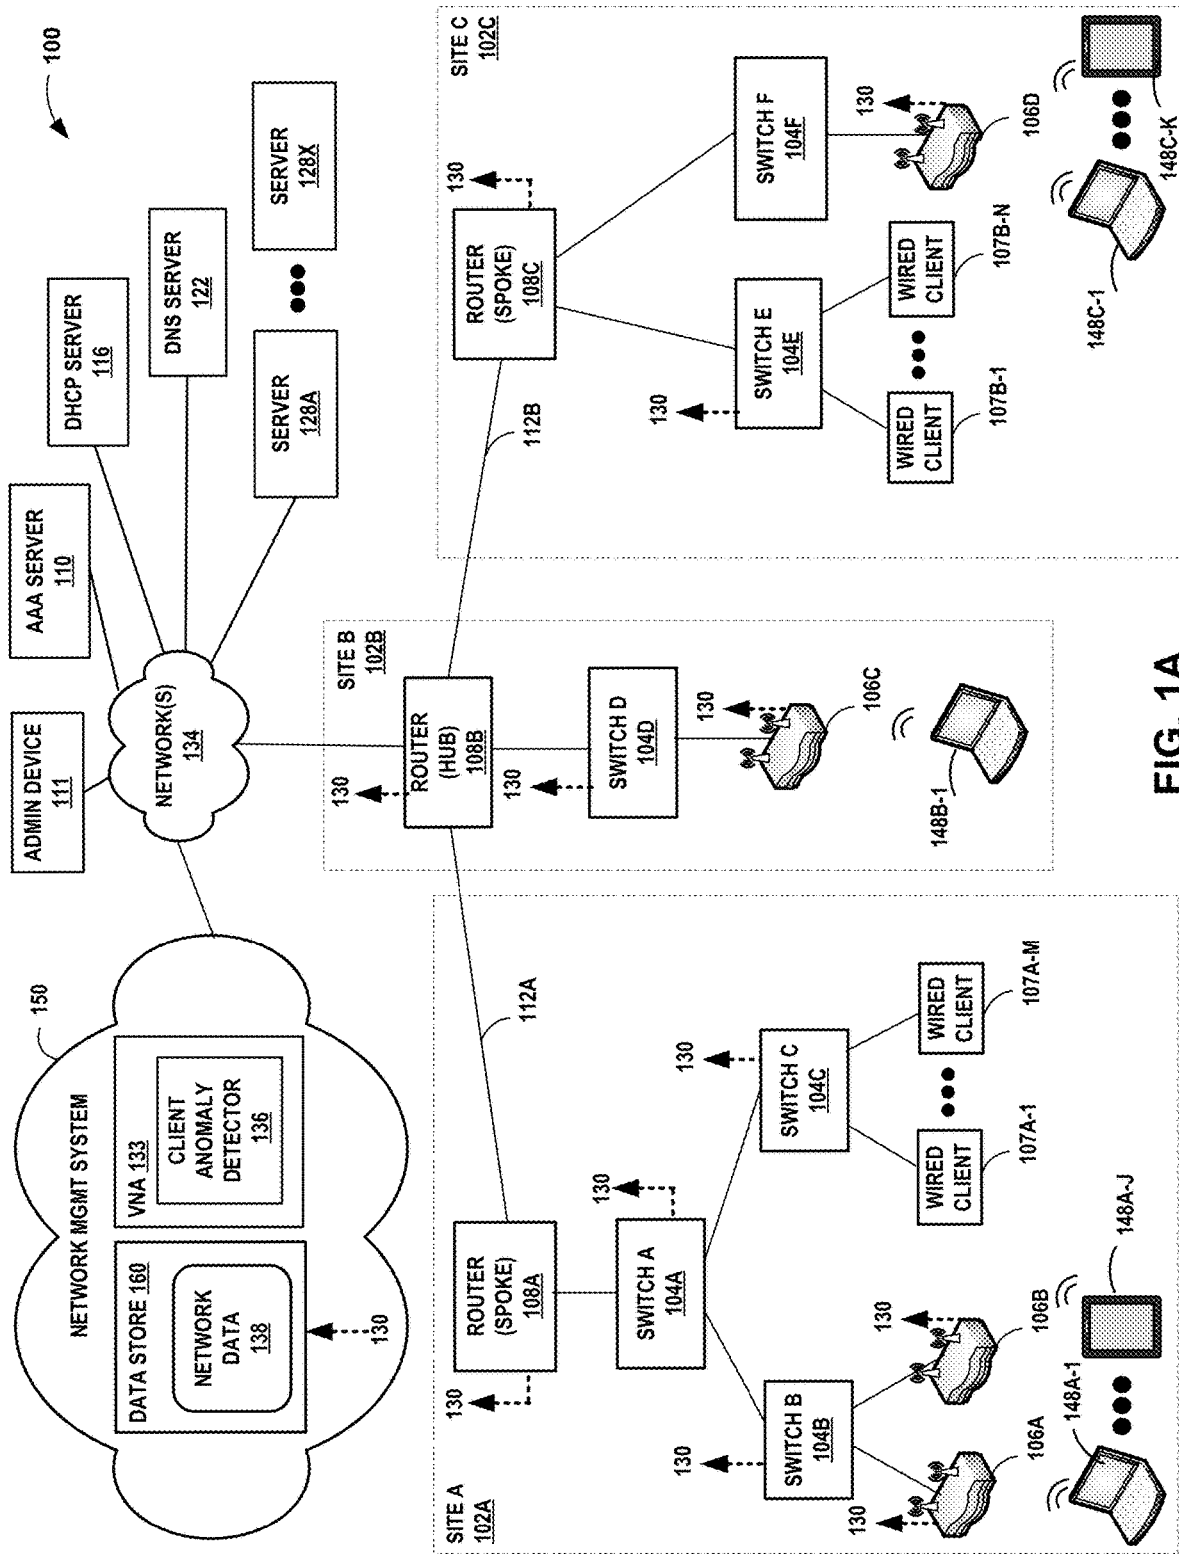 100
NETWORK MGMT SYSTEM
150
DATA STORE 160
NETWORK
DATA
138
130
VNA 133
CLIENT
ANOMALY
DETECTOR
136
ADMIN DEVICE
111
AAA SERVER
110
DHCP SERVER
116
DNS SERVER
122
SERVER
128A
SERVER
128X
NETWORK(S)
134
SITE A
102A
ROUTER
(SPOKE)
108A
130
112A
SWITCH A
104A
130
SWITCH B
104B
130
SWITCH C
104C
130
130
106A
130
106B
WIRED
CLIENT
107A-1
WIRED
CLIENT
107A-M
148A-1
148A-J
SITE B
102B
ROUTER
(HUB)
108B
130
SWITCH D
104D
130
130
106C
148B-1
SITE C
102C
112B
ROUTER
(SPOKE)
108C
130
SWITCH E
104E
130
SWITCH F
104F
130
106D
WIRED
CLIENT
107B-1
WIRED
CLIENT
107B-N
148C-1
148C-K
FIG. 1A